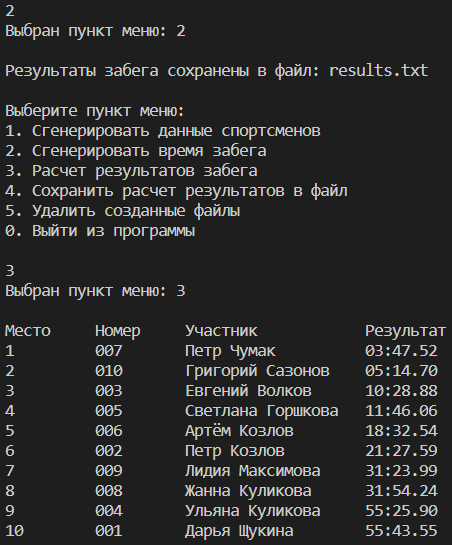 2
Выбран пункт меню: 2
Результаты забега сохранены в файл: results.txt
Выберите пункт меню:
1. Сгенерировать данные спортсменов
2. Сгенерировать время забега
3. Расчет результатов забега
4. Сохранить расчет результатов в файл
5. Удалить созданные файлы
0. Выйти из программы
3
Выбран пункт меню: 3
Место Номер Участник Результат
1 007 Петр Чумак 03:47.52
2 010 Григорий Сазонов 05:14.70
3 003 Евгений Волков 10:28.88
4 005 Светлана Горшкова 11:46.06
5 006 Артём Козлов 18:32.54
6 002 Петр Козлов 21:27.59
7 009 Лидия Максимова 31:23.99
8 008 Жанна Куликова 31:54.24
9 004 Ульяна Куликова 55:25.90
10 001 Дарья Щукина 55:43.55